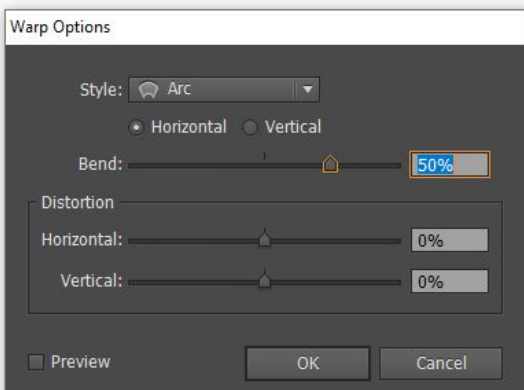 Warp Options
Style: Arc
Horizontal Vertical
Bend: 50%
Distortion
Horizontal: 0%
Vertical: 0%
Preview OK Cancel